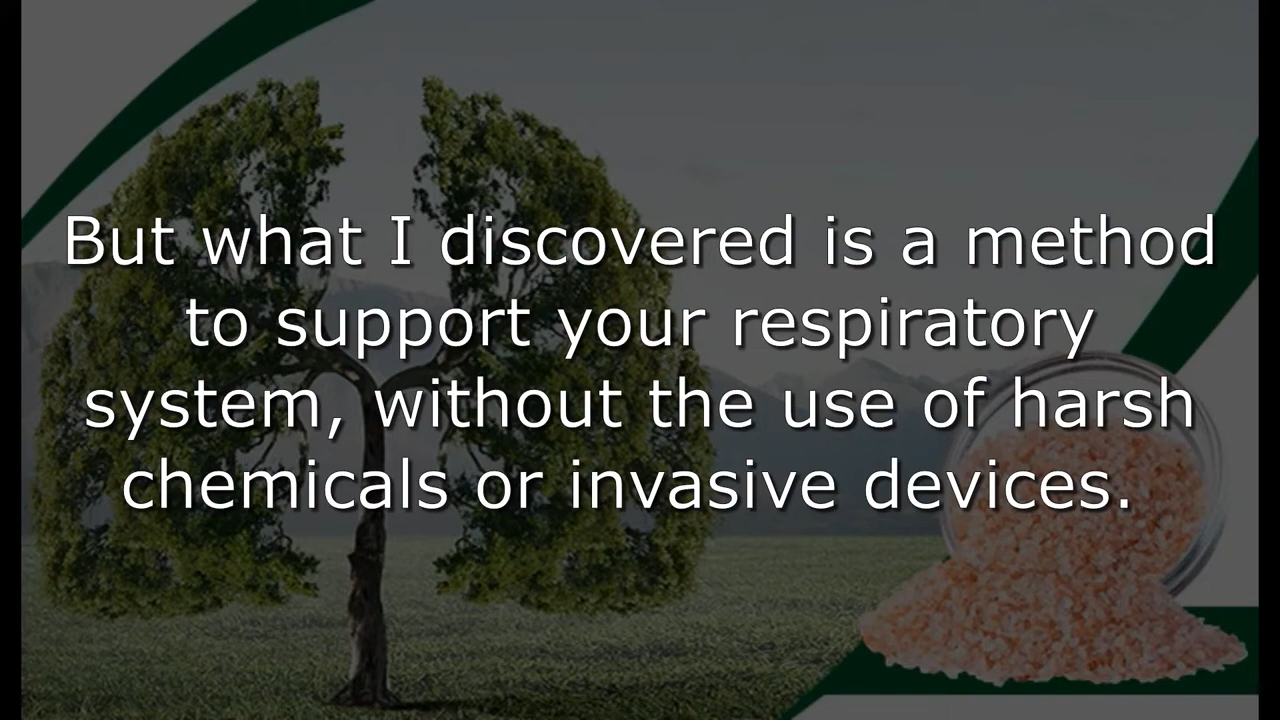 But what I discovered is a method
to support your respiratory
system, without the use of harsh
chemicals or invasive devices.